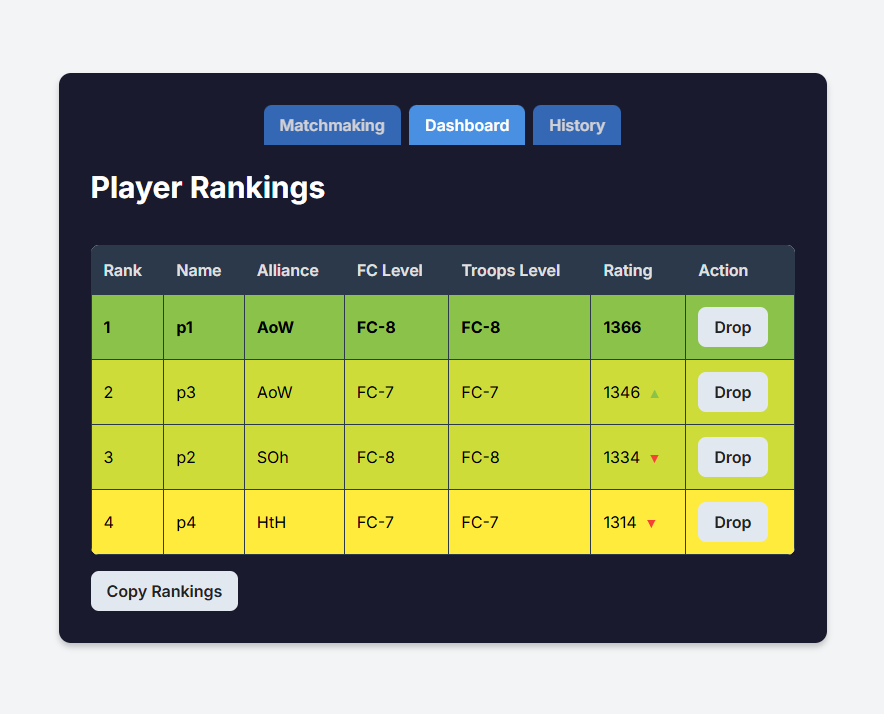 Matchmaking Dashboard History
Player Rankings
Rank Name Alliance FC Level Troops Level Rating Action
1 p1 AoW FC-8 FC-8 1366 Drop
2 p3 AoW FC-7 FC-7 1346 ▲ Drop
3 p2 SOh FC-8 FC-8 1334 ▼ Drop
4 p4 HtH FC-7 FC-7 1314 ▼ Drop
Copy Rankings